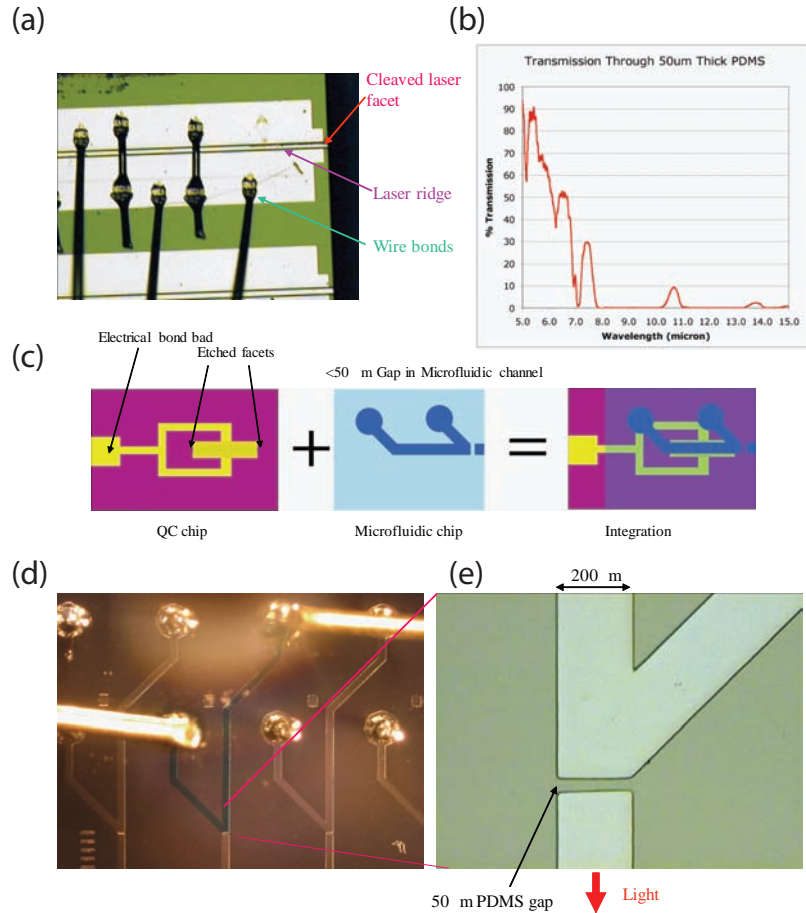 (a)
Cleaved laser
facet
Laser ridge
Wire bonds
(b)
Transmission Through 50um Thick PDMS
% Transmission
100
90
80
70
60
50
40
30
20
10
0
5.0 6.0 7.0 8.0 9.0 10.0 11.0 12.0 13.0 14.0 15.0
Wavelength (micron)
(c)
Electrical bond bad
Etched facets
<50 m Gap in Microfluidic channel
+
=
QC chip
Microfluidic chip
Integration
(d)
(e)
200 m
50 m PDMS gap
Light